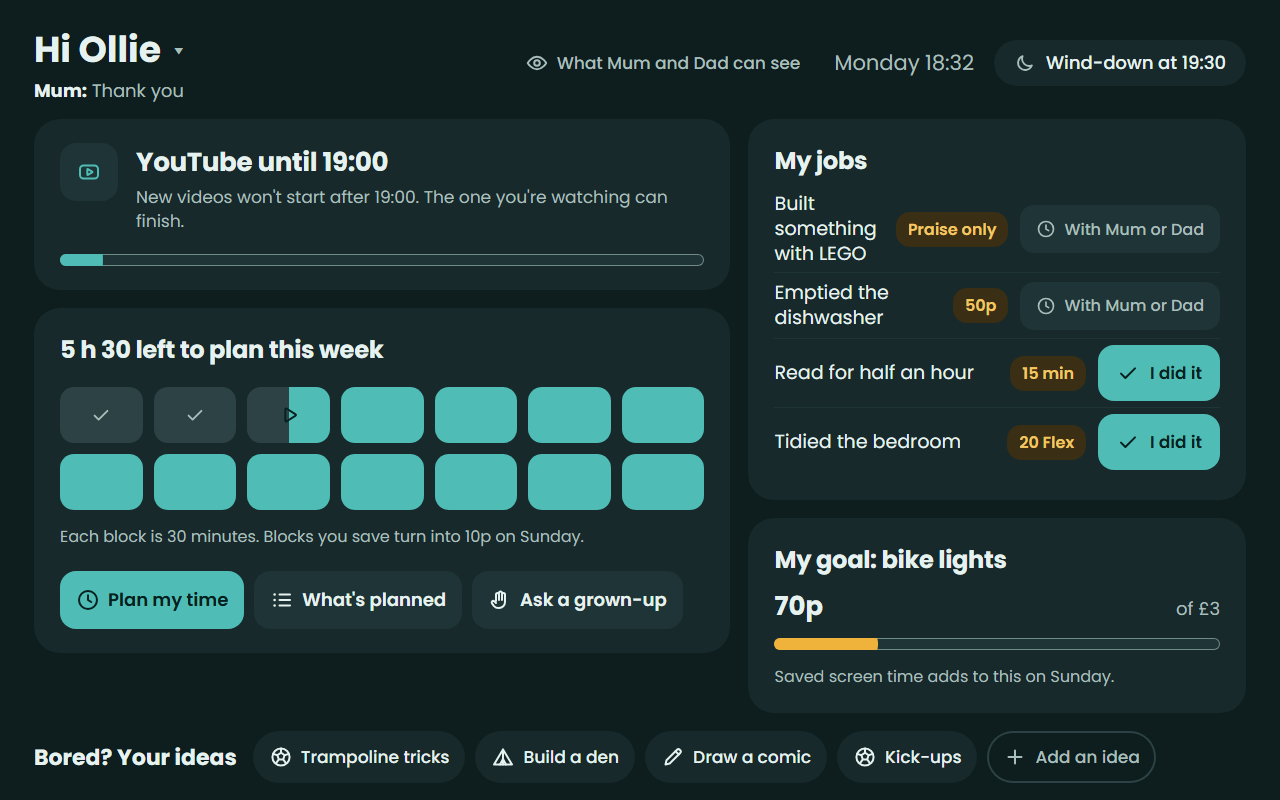 Hi Ollie
Mum: Thank you
What Mum and Dad can see
Monday 18:32
Wind-down at 19:30
YouTube until 19:00
New videos won't start after 19:00. The one you're watching can
finish.
5 h 30 left to plan this week
Each block is 30 minutes. Blocks you save turn into 10p on Sunday.
Plan my time
What's planned
Ask a grown-up
My jobs
Built
something
with LEGO
Praise only
With Mum or Dad
Emptied the
dishwasher
50p
With Mum or Dad
Read for half an hour
15 min
I did it
Tidied the bedroom
20 Flex
I did it
My goal: bike lights
70p
of £3
Saved screen time adds to this on Sunday.
Bored? Your ideas
Trampoline tricks
Build a den
Draw a comic
Kick-ups
Add an idea